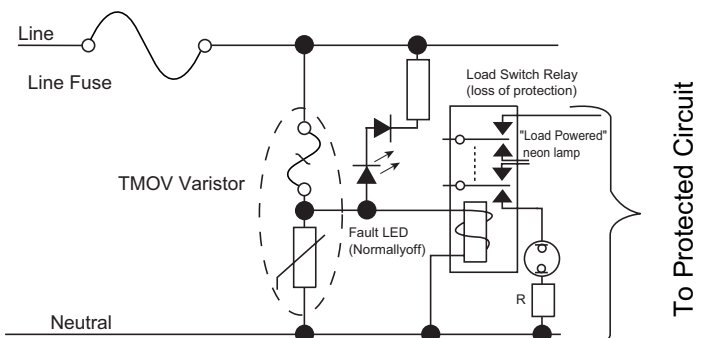 Line
Line Fuse
Load Switch Relay
(loss of protection)
"Load Powered"
neon lamp
TMOV Varistor
Fault LED
(Normallyoff)
R
Neutral
To Protected Circuit